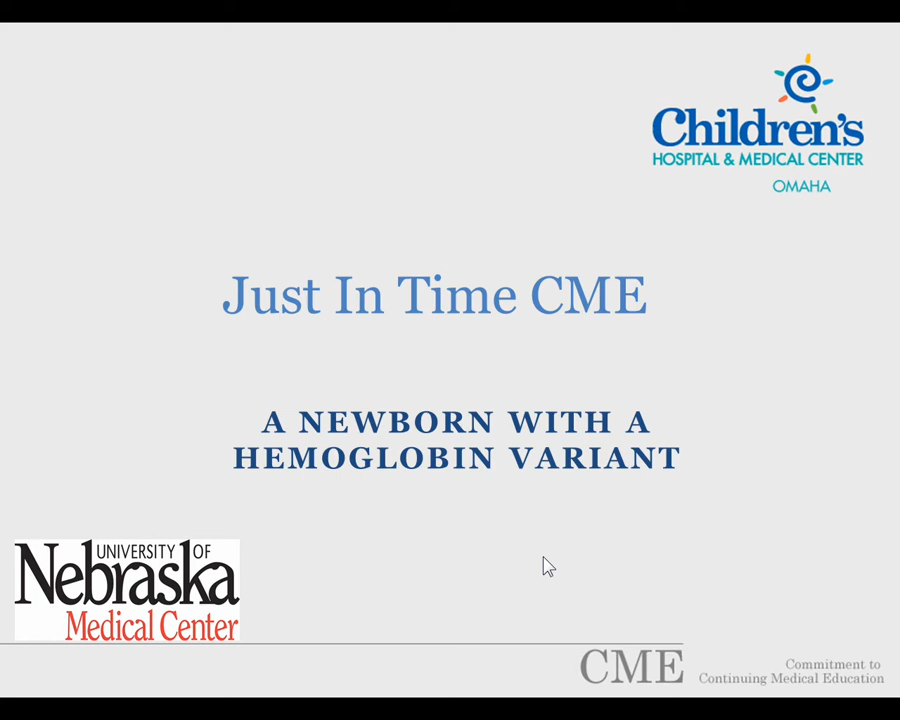 Children's
HOSPITAL & MEDICAL CENTER
OMAHA
Just In Time CME
A NEWBORN WITH A
HEMOGLOBIN VARIANT
UNIVERSITY OF
Nebraska
Medical Center
CME
Commitment to
Continuing Medical Education